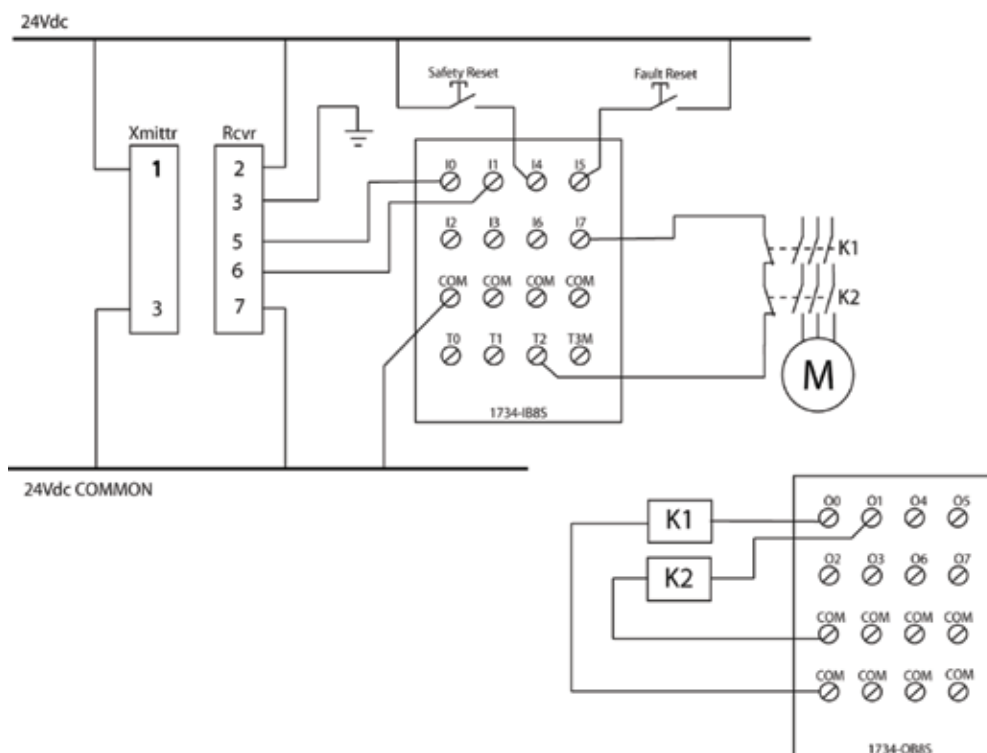 24Vdc
Safety Reset
Fault Reset
Xmittr
Rcvr
1
2
3
5
6
3
7
I0
I1
I4
I5
I2
I3
I6
I7
COM
COM
COM
COM
T0
T1
T2
T3M
1734-IB8S
K1
K2
M
24Vdc COMMON
K1
K2
O0
O1
O4
O5
O2
O3
O6
O7
COM
COM
COM
COM
COM
COM
COM
COM
1734-OB8S